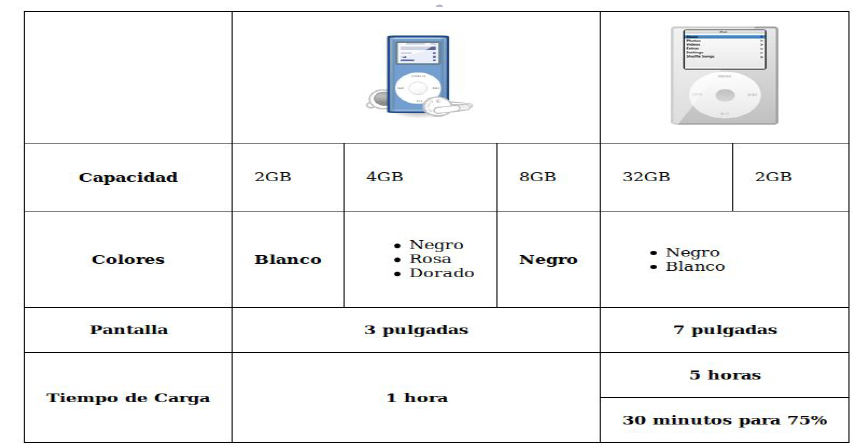 Capacidad 2GB 4GB 8GB 32GB 2GB
Colores Blanco
• Negro
• Rosa
• Dorado
Negro
• Negro
• Blanco
Pantalla 3 pulgadas 7 pulgadas
Tiempo de Carga 1 hora 5 horas
30 minutos para 75%